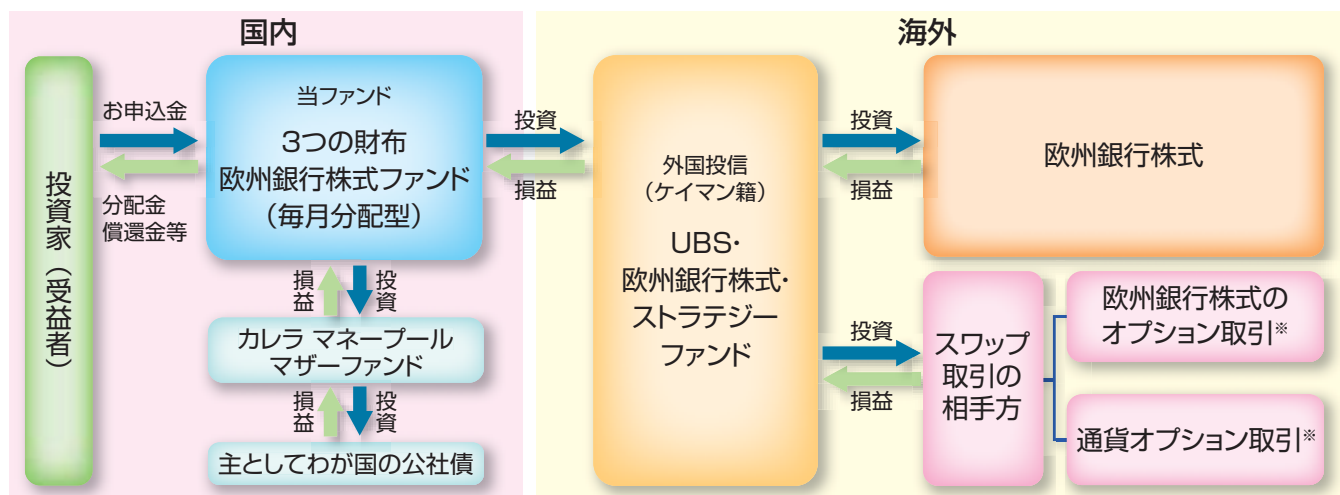 国内
海外
投資家（受益者）
お申込金
分配金
償還金等
当ファンド
3つの財布
欧州銀行株式ファンド
（毎月分配型）
損益
投資
カレラ マネープール
マザーファンド
損益
投資
主としてわが国の公社債
投資
損益
外国投信
（ケイマン籍）
UBS・
欧州銀行株式・
ストラテジー
ファンド
投資
損益
欧州銀行株式
投資
損益
スワップ
取引の
相手方
欧州銀行株式の
オプション取引※
通貨オプション取引※